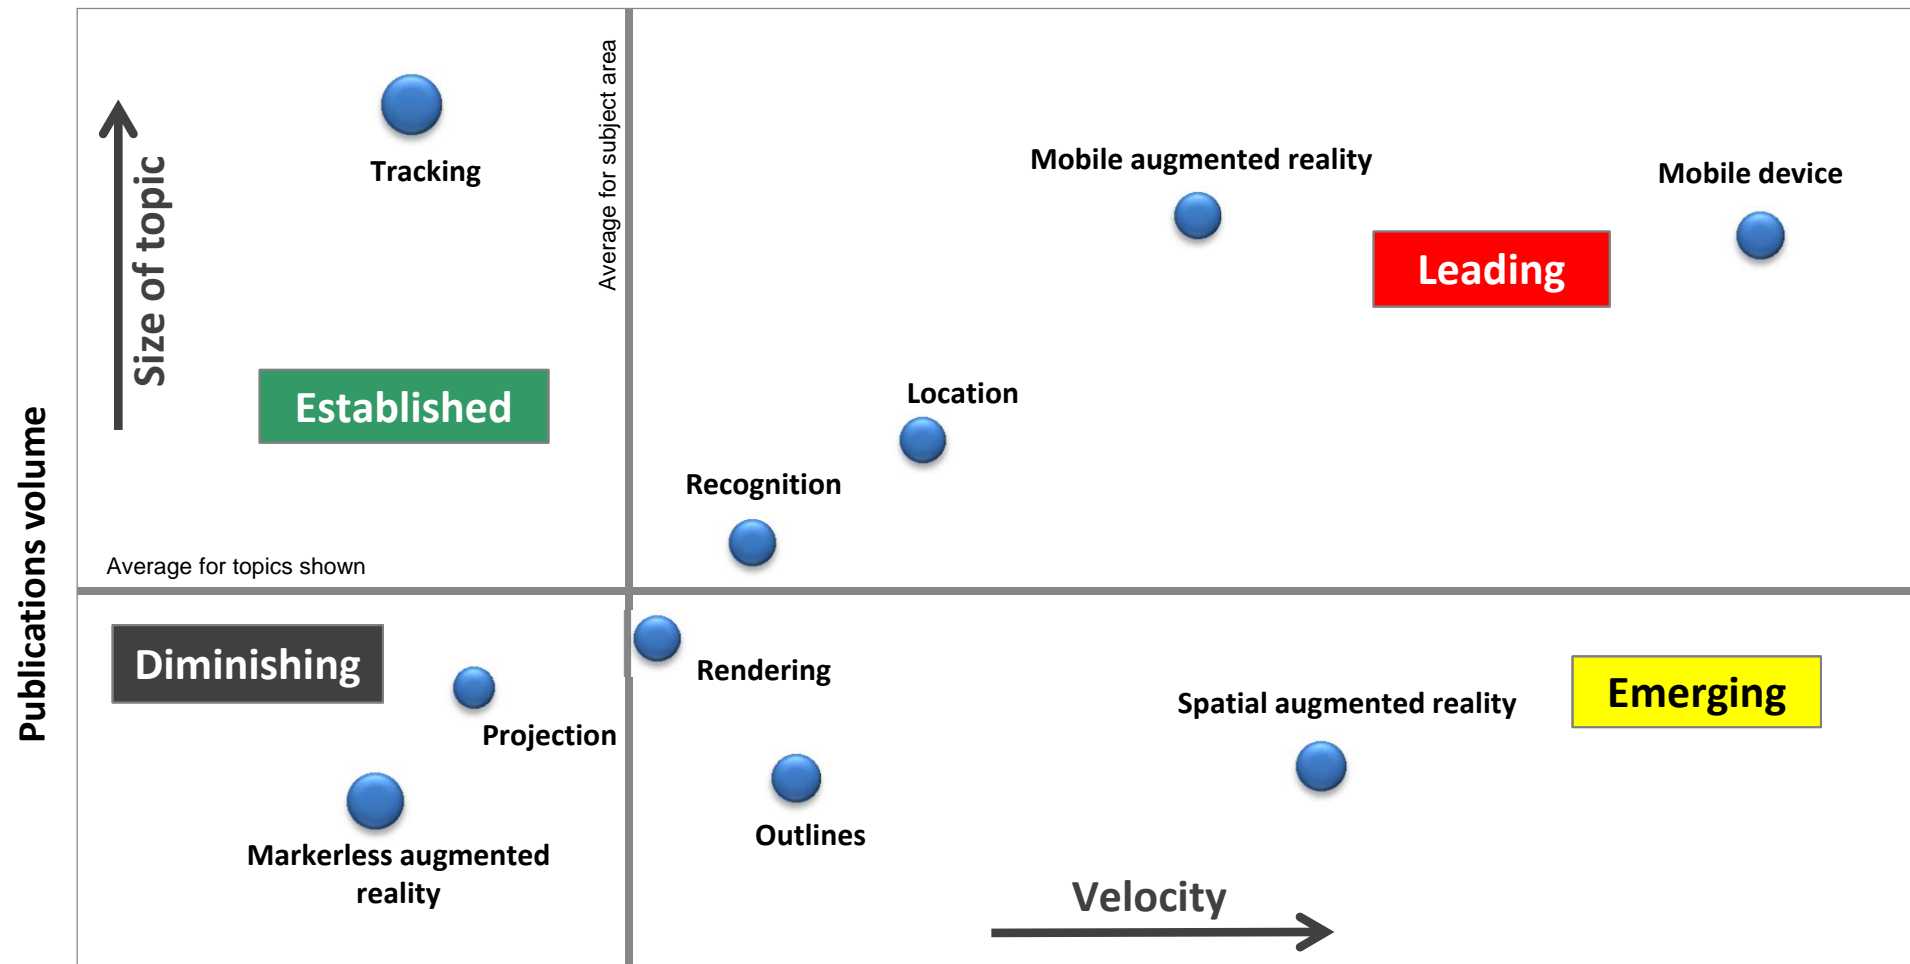 Publications volume
Size of topic
Tracking
Average for subject area
Mobile augmented reality
Mobile device
Leading
Established
Location
Recognition
Average for topics shown
Diminishing
Projection
Rendering
Spatial augmented reality
Emerging
Markerless augmented
reality
Outlines
Velocity